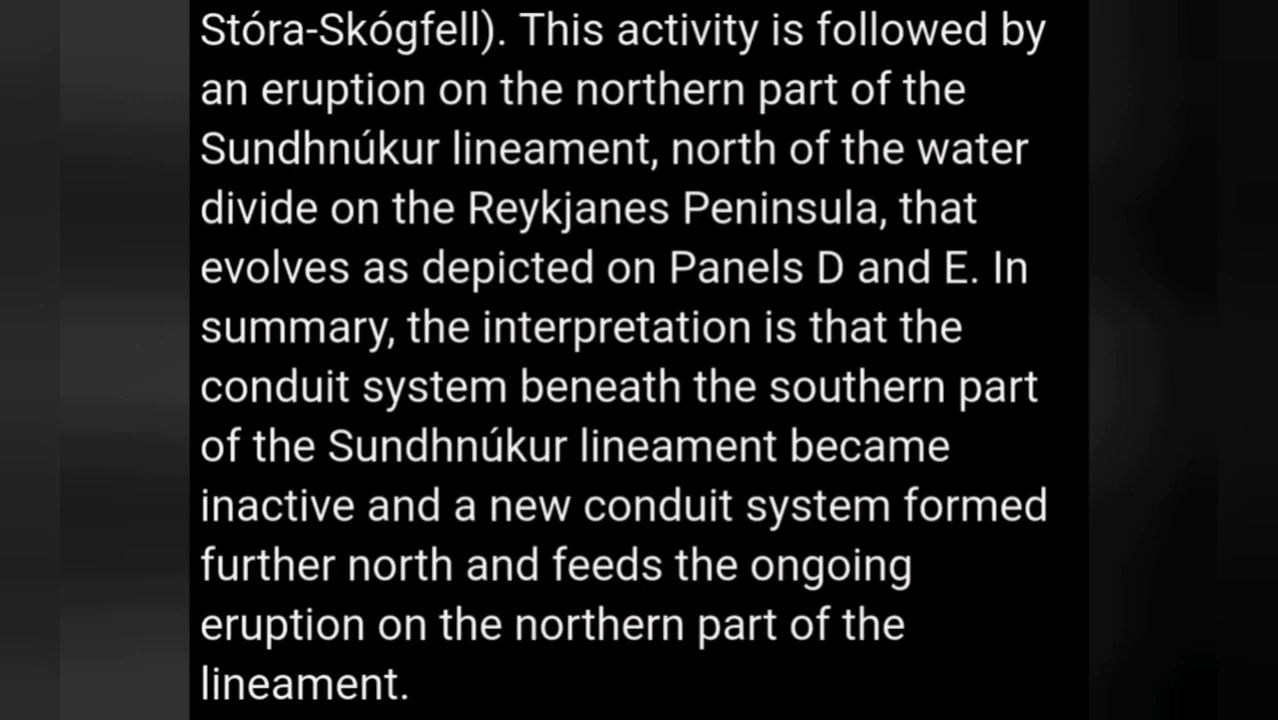 Stóra-Skógfell). This activity is followed by
an eruption on the northern part of the
Sundhnúkur lineament, north of the water
divide on the Reykjanes Peninsula, that
evolves as depicted on Panels D and E. In
summary, the interpretation is that the
conduit system beneath the southern part
of the Sundhnúkur lineament became
inactive and a new conduit system formed
further north and feeds the ongoing
eruption on the northern part of the
lineament.